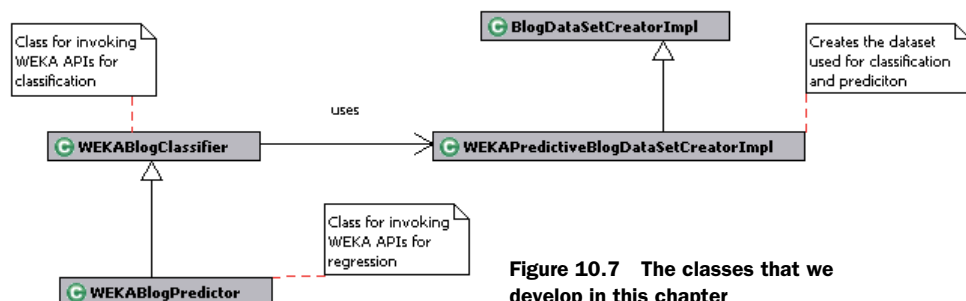 Class for invoking
WEKA APIs for
classification
C BlogDataSetCreatorImpl
Creates the dataset
used for classification
and prediciton
uses
C WEKABlogClassifier
C WEKAPredictiveBlogDataSetCreatorImpl
Class for invoking
WEKA APIs for
regression
C WEKABlogPredictor
Figure 10.7 The classes that we
develop in this chapter